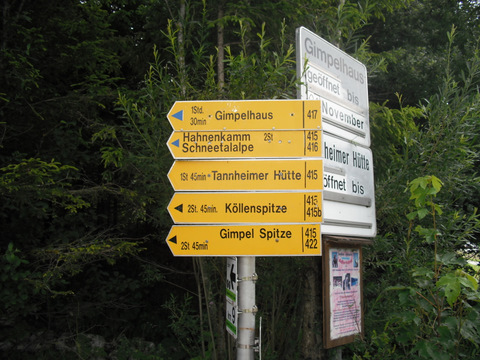 1Std. 30min Gimpelhaus 417
Hahnenkamm 2St 415
Schneetalalpe 416
1St 45min Tannheimer Hütte 415
2St. 45min. Köllenspitze 415
415b
Gimpel Spitze 415
2St 45min 422
Gimpelhaus
geöffnet bis
November
heimer Hütte
öffnet bis